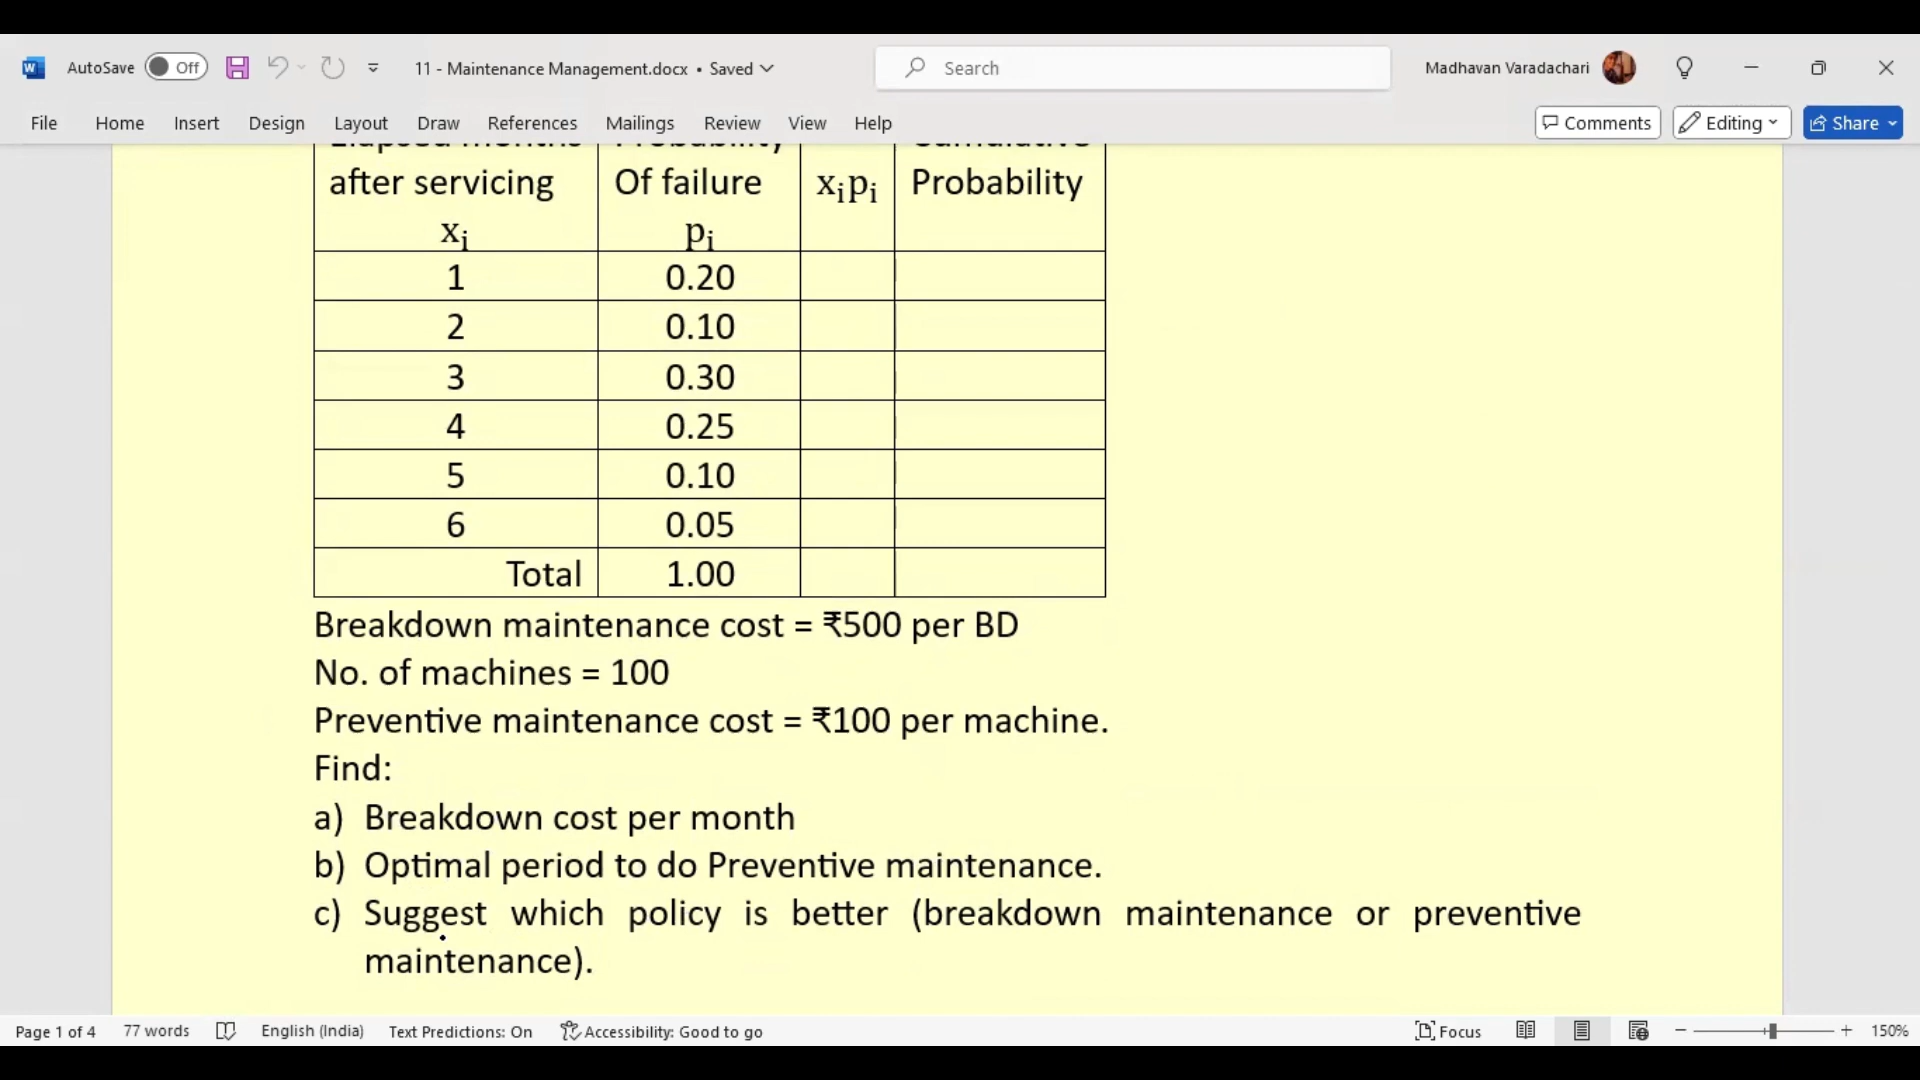 AutoSave Off 11 - Maintenance Management.docx • Saved Search Madhavan Varadachari
File Home Insert Design Layout Draw References Mailings Review View Help Comments Editing Share
Elapsed months Probability Cumulative
after servicing Of failure xᵢpᵢ Probability
xᵢ pᵢ
1 0.20
2 0.10
3 0.30
4 0.25
5 0.10
6 0.05
Total 1.00
Breakdown maintenance cost = ₹500 per BD
No. of machines = 100
Preventive maintenance cost = ₹100 per machine.
Find:
a) Breakdown cost per month
b) Optimal period to do Preventive maintenance.
c) Suggest which policy is better (breakdown maintenance or preventive
maintenance).
Page 1 of 4 77 words English (India) Text Predictions: On Accessibility: Good to go Focus 150%